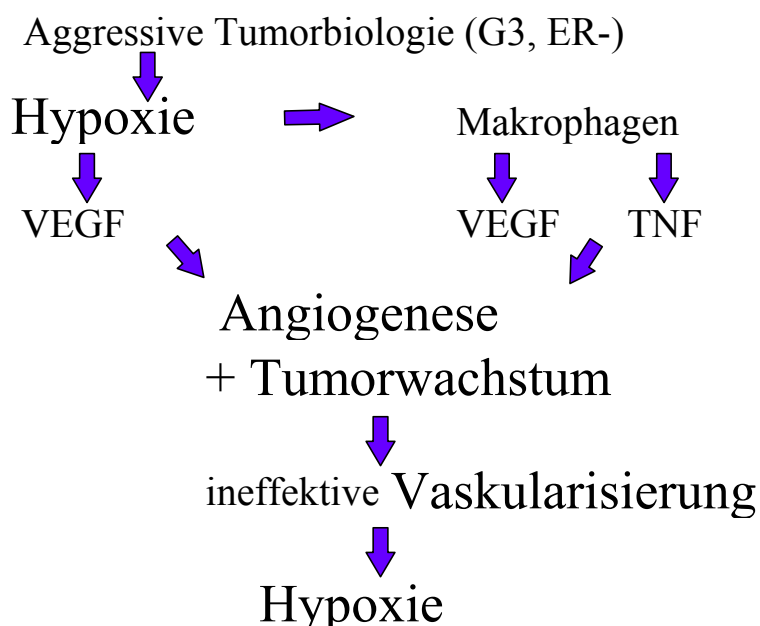 Aggressive Tumorbiologie (G3, ER-)
Hypoxie
Makrophagen
VEGF
VEGF
TNF
Angiogenese
+ Tumorwachstum
ineffektive Vaskularisierung
Hypoxie